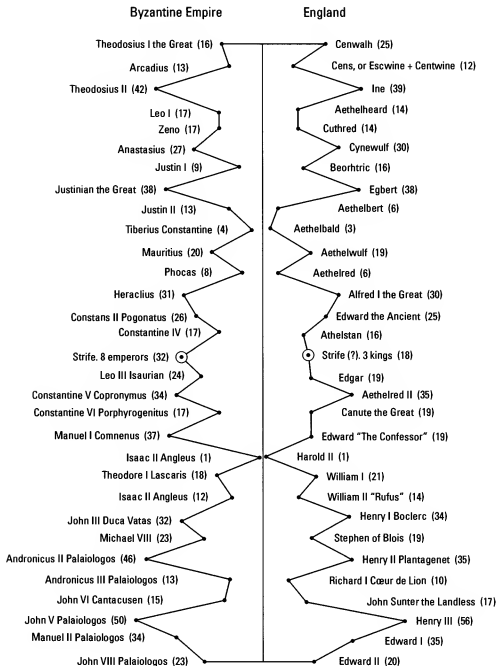 Byzantine Empire
England
Theodosius I the Great (16)
Cenwalh (25)
Arcadius (13)
Cens, or Escwine + Centwine (12)
Theodosius II (42)
Ine (39)
Leo I (17)
Aethelheard (14)
Zeno (17)
Cuthred (14)
Anastasius (27)
Cynewulf (30)
Justin I (9)
Beorhtric (16)
Justinian the Great (38)
Egbert (38)
Justin II (13)
Aethelbert (6)
Tiberius Constantine (4)
Aethelbald (3)
Mauritius (20)
Aethelwulf (19)
Phocas (8)
Aethelred (6)
Heraclius (31)
Alfred I the Great (30)
Constans II Pogonatus (26)
Edward the Ancient (25)
Constantine IV (17)
Athelstan (16)
Strife. 8 emperors (32)
Strife (?). 3 kings (18)
Leo III Isaurian (24)
Edgar (19)
Constantine V Copronymus (34)
Aethelred II (35)
Constantine VI Porphyrogenitus (17)
Canute the Great (19)
Manuel I Comnenus (37)
Edward "The Confessor" (19)
Isaac II Angleus (1)
Harold II (1)
Theodore I Lascaris (18)
William I (21)
Isaac II Angleus (12)
William II "Rufus" (14)
John III Duca Vatas (32)
Henry I Boclerc (34)
Michael VIII (23)
Stephen of Blois (19)
Andronicus II Palaiologos (46)
Henry II Plantagenet (35)
Andronicus III Palaiologos (13)
Richard I Cœur de Lion (10)
John VI Cantacusen (15)
John Sunter the Landless (17)
John V Palaiologos (50)
Henry III (56)
Manuel II Palaiologos (34)
Edward I (35)
John VIII Palaiologos (23)
Edward II (20)